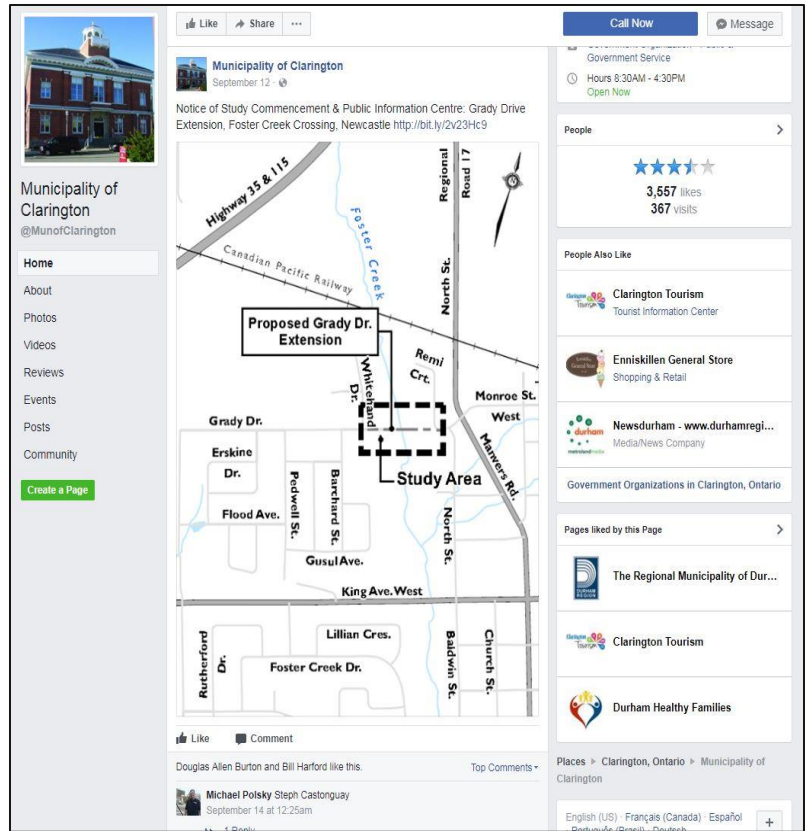 Like
Share
Call Now
Message
Government Service
Hours 8:30AM - 4:30PM
Open Now
Municipality of Clarington
September 12 ·
Notice of Study Commencement & Public Information Centre: Grady Drive
Extension, Foster Creek Crossing, Newcastle http://bit.ly/2v23Hc9
Municipality of
Clarington
@MunofClarington
Home
About
Photos
Videos
Reviews
Events
Posts
Community
Create a Page
Highway 35 & 115
Regional
Road 17
Foster Creek
Canadian Pacific Railway
North St.
Proposed Grady Dr.
Extension
Remi
Crt.
Whitehand
Dr.
Monroe St.
West
Grady Dr.
Manvers Rd.
Erskine
Dr.
Study Area
Pedwell St.
Barchard St.
Flood Ave.
North St.
Gusul Ave.
King Ave. West
Rutherford
Dr.
Lillian Cres.
Foster Creek Dr.
Baldwin St.
Church St.
Like
Comment
Douglas Allen Burton and Bill Harford like this.
Top Comments
Michael Polsky Steph Castonguay
September 14 at 12:25am
1 Reply
People
3,557 likes
367 visits
People Also Like
Clarington Tourism
Tourist Information Center
Enniskillen General Store
Shopping & Retail
durham
Newsdurham - www.durhamregi...
Media/News Company
Government Organizations in Clarington, Ontario
Pages liked by this Page
DURHAM
REGION
The Regional Municipality of Dur...
Clarington Tourism
Durham Healthy Families
Places
Clarington, Ontario
Municipality of
Clarington
English (US) · Français (Canada) · Español
· Português (Brasil) · Deutsch